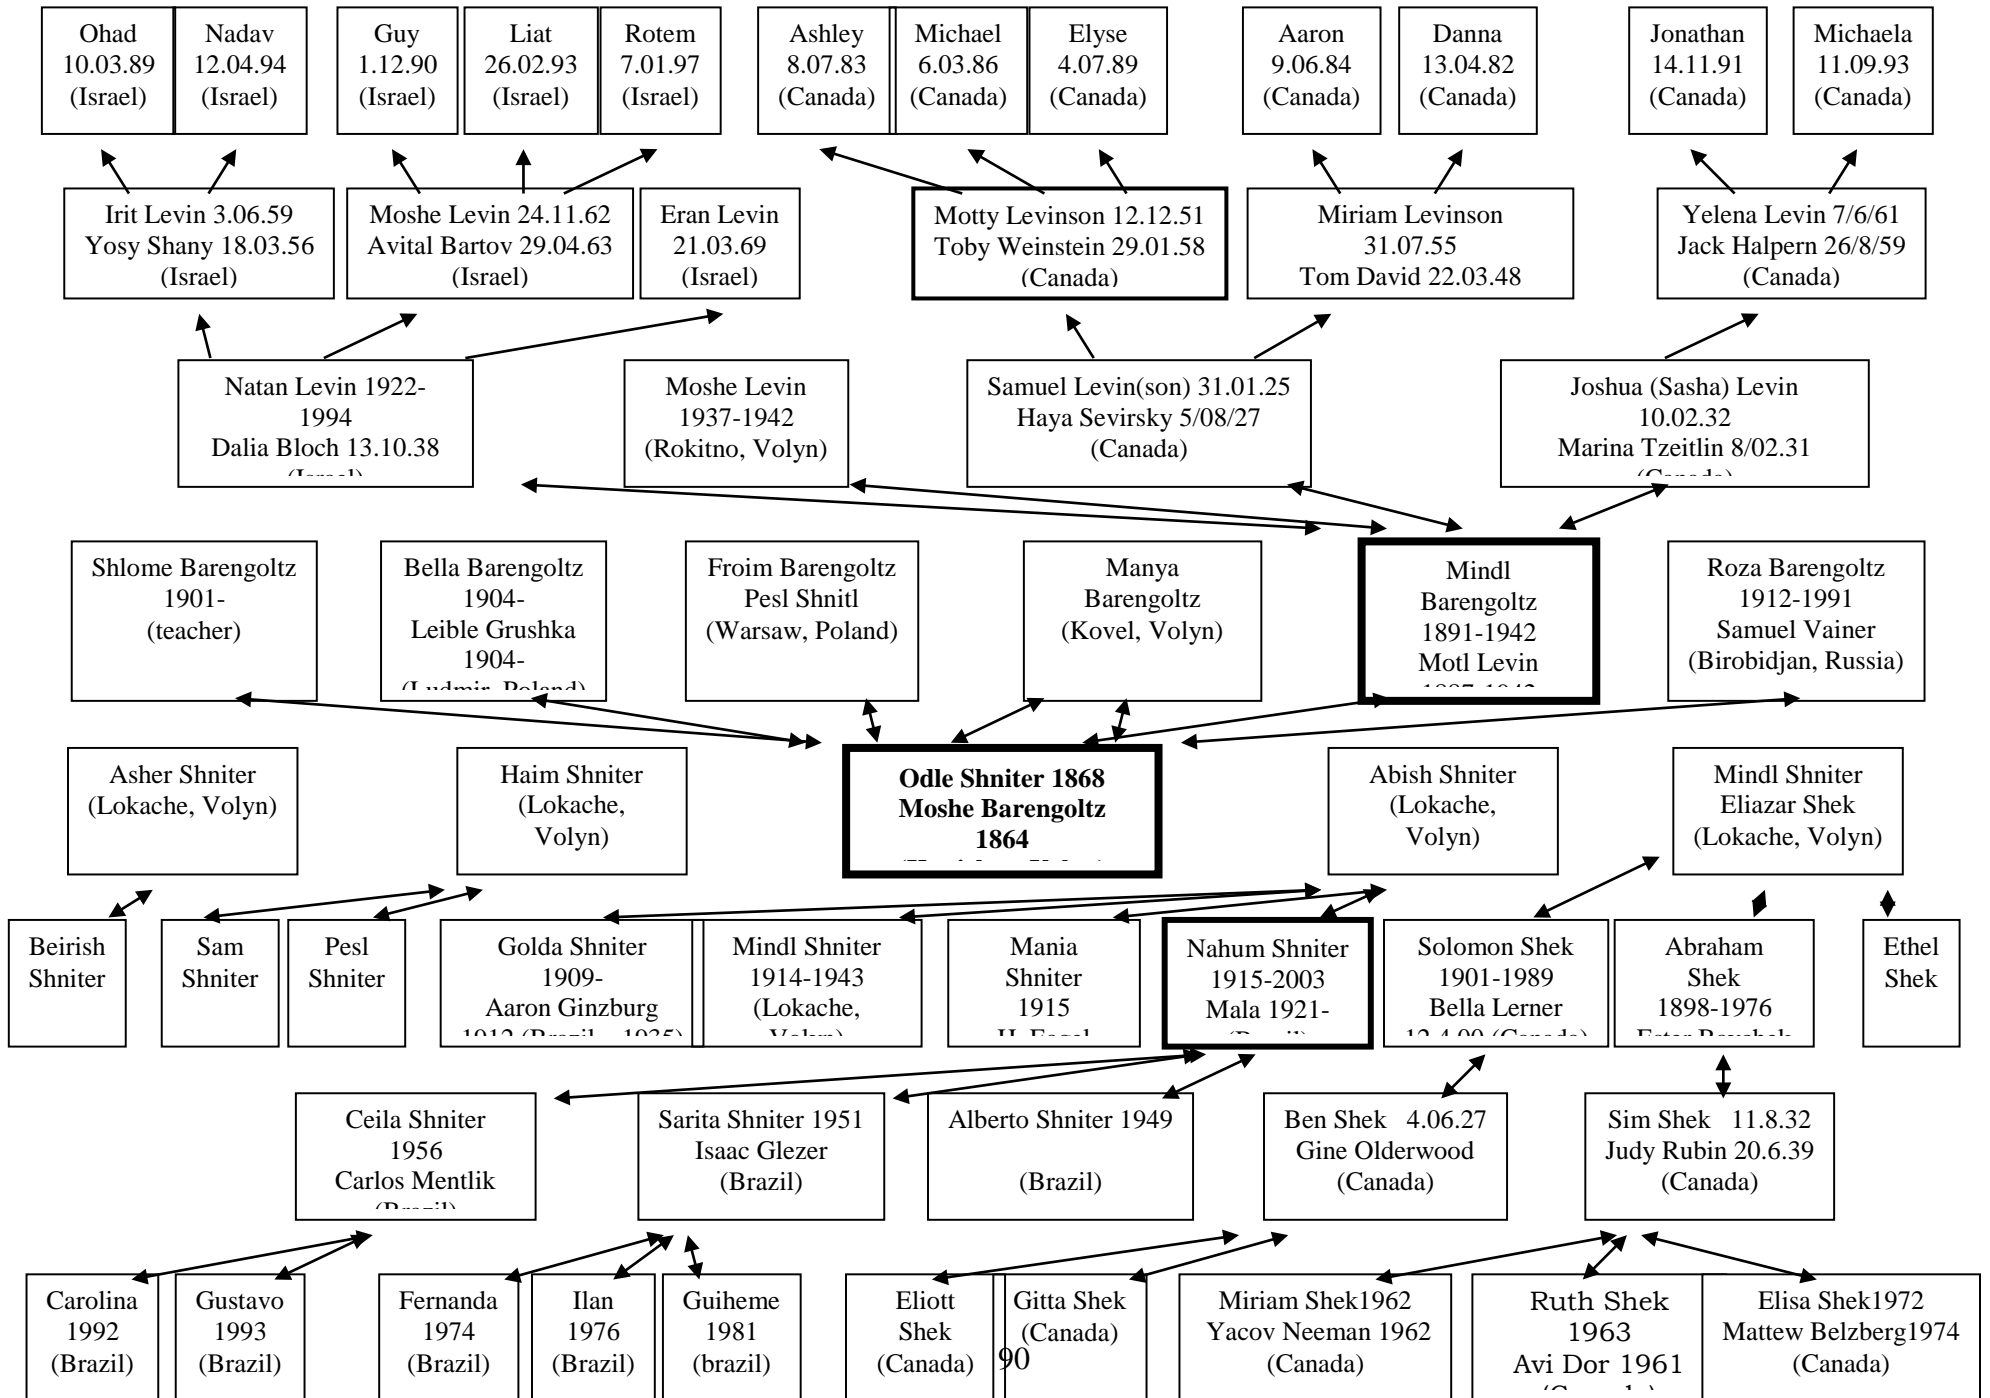 Ohad
10.03.89
(Israel)
Nadav
12.04.94
(Israel)
Guy
1.12.90
(Israel)
Liat
26.02.93
(Israel)
Rotem
7.01.97
(Israel)
Ashley
8.07.83
(Canada)
Michael
6.03.86
(Canada)
Elyse
4.07.89
(Canada)
Aaron
9.06.84
(Canada)
Danna
13.04.82
(Canada)
Jonathan
14.11.91
(Canada)
Michaela
11.09.93
(Canada)
Irit Levin 3.06.59
Yosy Shany 18.03.56
(Israel)
Moshe Levin 24.11.62
Avital Bartov 29.04.63
(Israel)
Eran Levin
21.03.69
(Israel)
Motty Levinson 12.12.51
Toby Weinstein 29.01.58
(Canada)
Miriam Levinson
31.07.55
Tom David 22.03.48
Yelena Levin 7/6/61
Jack Halpern 26/8/59
(Canada)
Natan Levin 1922-
1994
Dalia Bloch 13.10.38
(Israel)
Moshe Levin
1937-1942
(Rokitno, Volyn)
Samuel Levin(son) 31.01.25
Haya Sevirsky 5/08/27
(Canada)
Joshua (Sasha) Levin
10.02.32
Marina Tzeitlin 8/02.31
(Canada)
Shlome Barengoltz
1901-
(teacher)
Bella Barengoltz
1904-
Leible Grushka
1904-
(Ludmir, Poland)
Froim Barengoltz
Pesl Shnitl
(Warsaw, Poland)
Manya
Barengoltz
(Kovel, Volyn)
Mindl
Barengoltz
1891-1942
Motl Levin
Roza Barengoltz
1912-1991
Samuel Vainer
(Birobidjan, Russia)
Asher Shniter
(Lokache, Volyn)
Haim Shniter
(Lokache,
Volyn)
Odle Shniter 1868
Moshe Barengoltz
1864
Abish Shniter
(Lokache,
Volyn)
Mindl Shniter
Eliazar Shek
(Lokache, Volyn)
Beirish
Shniter
Sam
Shniter
Pesl
Shniter
Golda Shniter
1909-
Aaron Ginzburg
1912 (Brazil 1935)
Mindl Shniter
1914-1943
(Lokache,
Volyn)
Mania
Shniter
1915
Nahum Shniter
1915-2003
Mala 1921-
(Brazil)
Solomon Shek
1901-1989
Bella Lerner
12.4.00 (Canada)
Abraham
Shek
1898-1976
Ethel
Shek
Ceila Shniter
1956
Carlos Mentlik
(Brazil)
Sarita Shniter 1951
Isaac Glezer
(Brazil)
Alberto Shniter 1949
(Brazil)
Ben Shek 4.06.27
Gine Olderwood
(Canada)
Sim Shek 11.8.32
Judy Rubin 20.6.39
(Canada)
Carolina
1992
(Brazil)
Gustavo
1993
(Brazil)
Fernanda
1974
(Brazil)
Ilan
1976
(Brazil)
Guiheme
1981
(brazil)
Eliott
Shek
(Canada)
Gitta Shek
(Canada)
Miriam Shek1962
Yacov Neeman 1962
(Canada)
Ruth Shek
1963
Avi Dor 1961
(Canada)
Elisa Shek1972
Mattew Belzberg1974
(Canada)
90